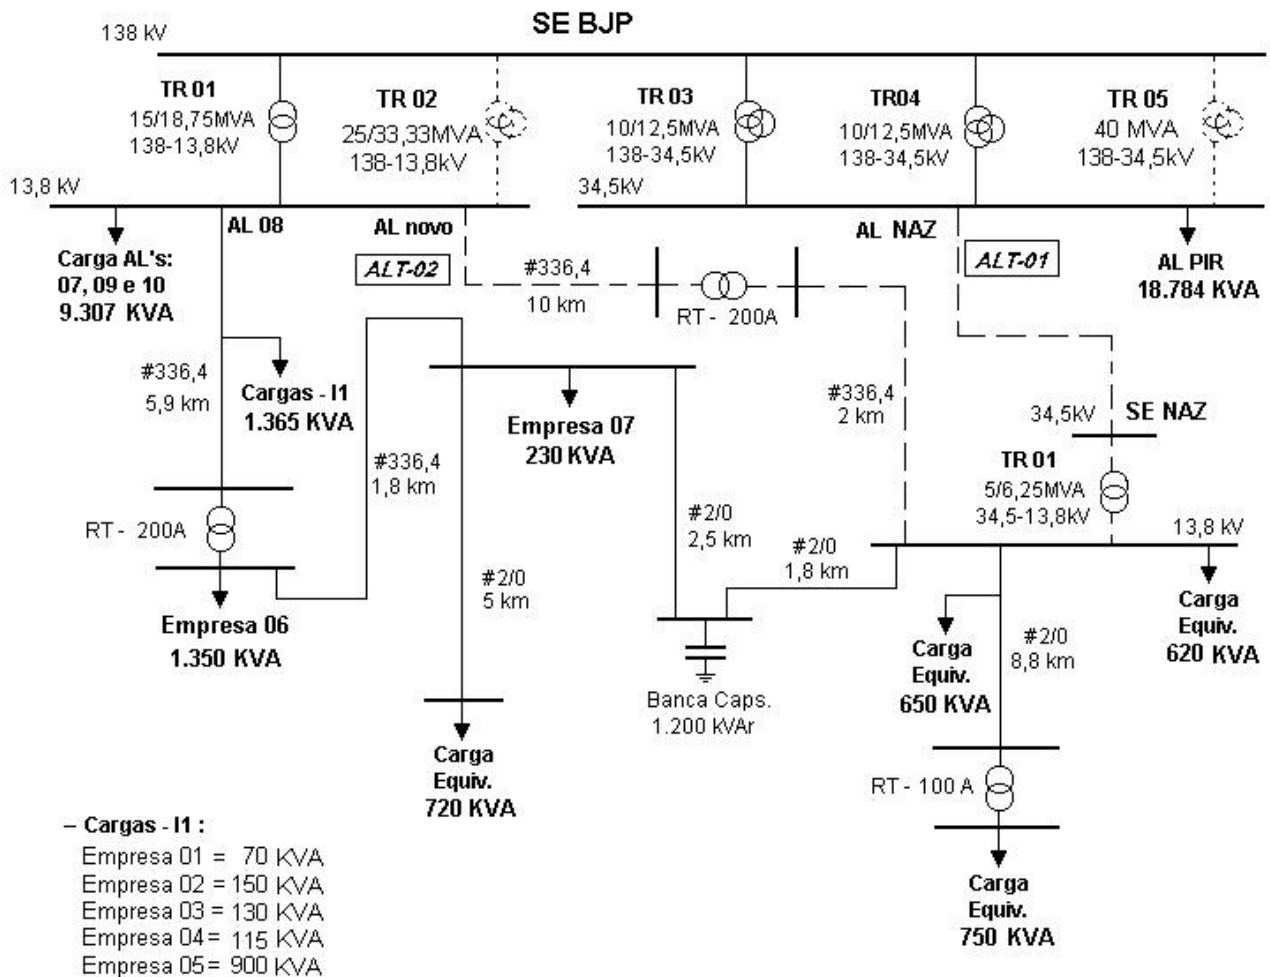 SE BJP
138 kV
TR 01
15/18,75MVA
138-13,8kV
TR 02
25/33,33MVA
138-13,8kV
TR 03
10/12,5MVA
138-34,5kV
TR04
10/12,5MVA
138-34,5kV
TR 05
40 MVA
138-34,5kV
13,8 kV
34,5kV
Carga AL's:
07, 09 e 10
9.307 KVA
AL 08
AL novo
ALT-02
#336,4
10 km
RT - 200A
AL NAZ
ALT-01
AL PIR
18.784 KVA
#336,4
5,9 km
Cargas - I1
1.365 KVA
#336,4
1,8 km
Empresa 07
230 KVA
#336,4
2 km
34,5kV
SE NAZ
TR 01
5/6,25MVA
34,5-13,8kV
13,8 kV
RT - 200A
Empresa 06
1.350 KVA
#2/0
5 km
#2/0
2,5 km
#2/0
1,8 km
Banca Caps.
1.200 kVAr
Carga
Equiv.
650 KVA
#2/0
8,8 km
Carga
Equiv.
620 KVA
Carga
Equiv.
720 KVA
RT - 100 A
Carga
Equiv.
750 KVA
– Cargas - I1 :
Empresa 01 = 70 KVA
Empresa 02 = 150 KVA
Empresa 03 = 130 KVA
Empresa 04 = 115 KVA
Empresa 05 = 900 KVA